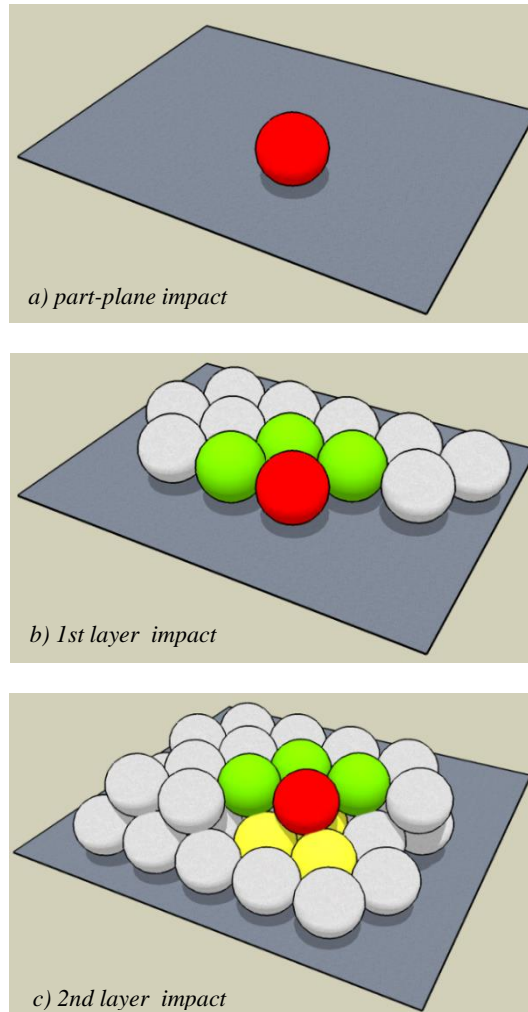 a) part-plane impact
b) 1st layer  impact
c) 2nd layer  impact